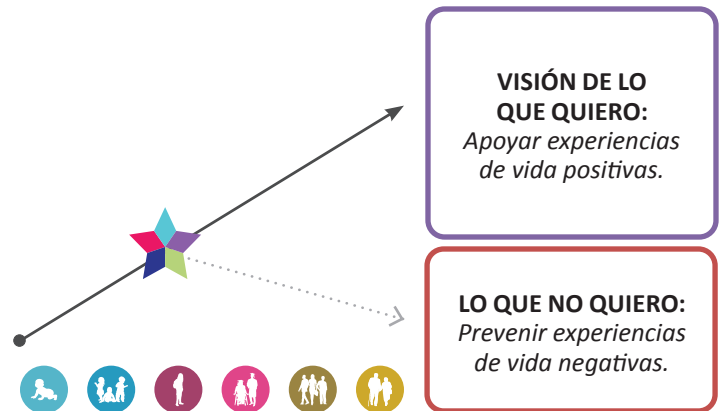 VISIÓN DE LO
QUE QUIERO:
Apoyar experiencias
de vida positivas.
LO QUE NO QUIERO:
Prevenir experiencias
de vida negativas.